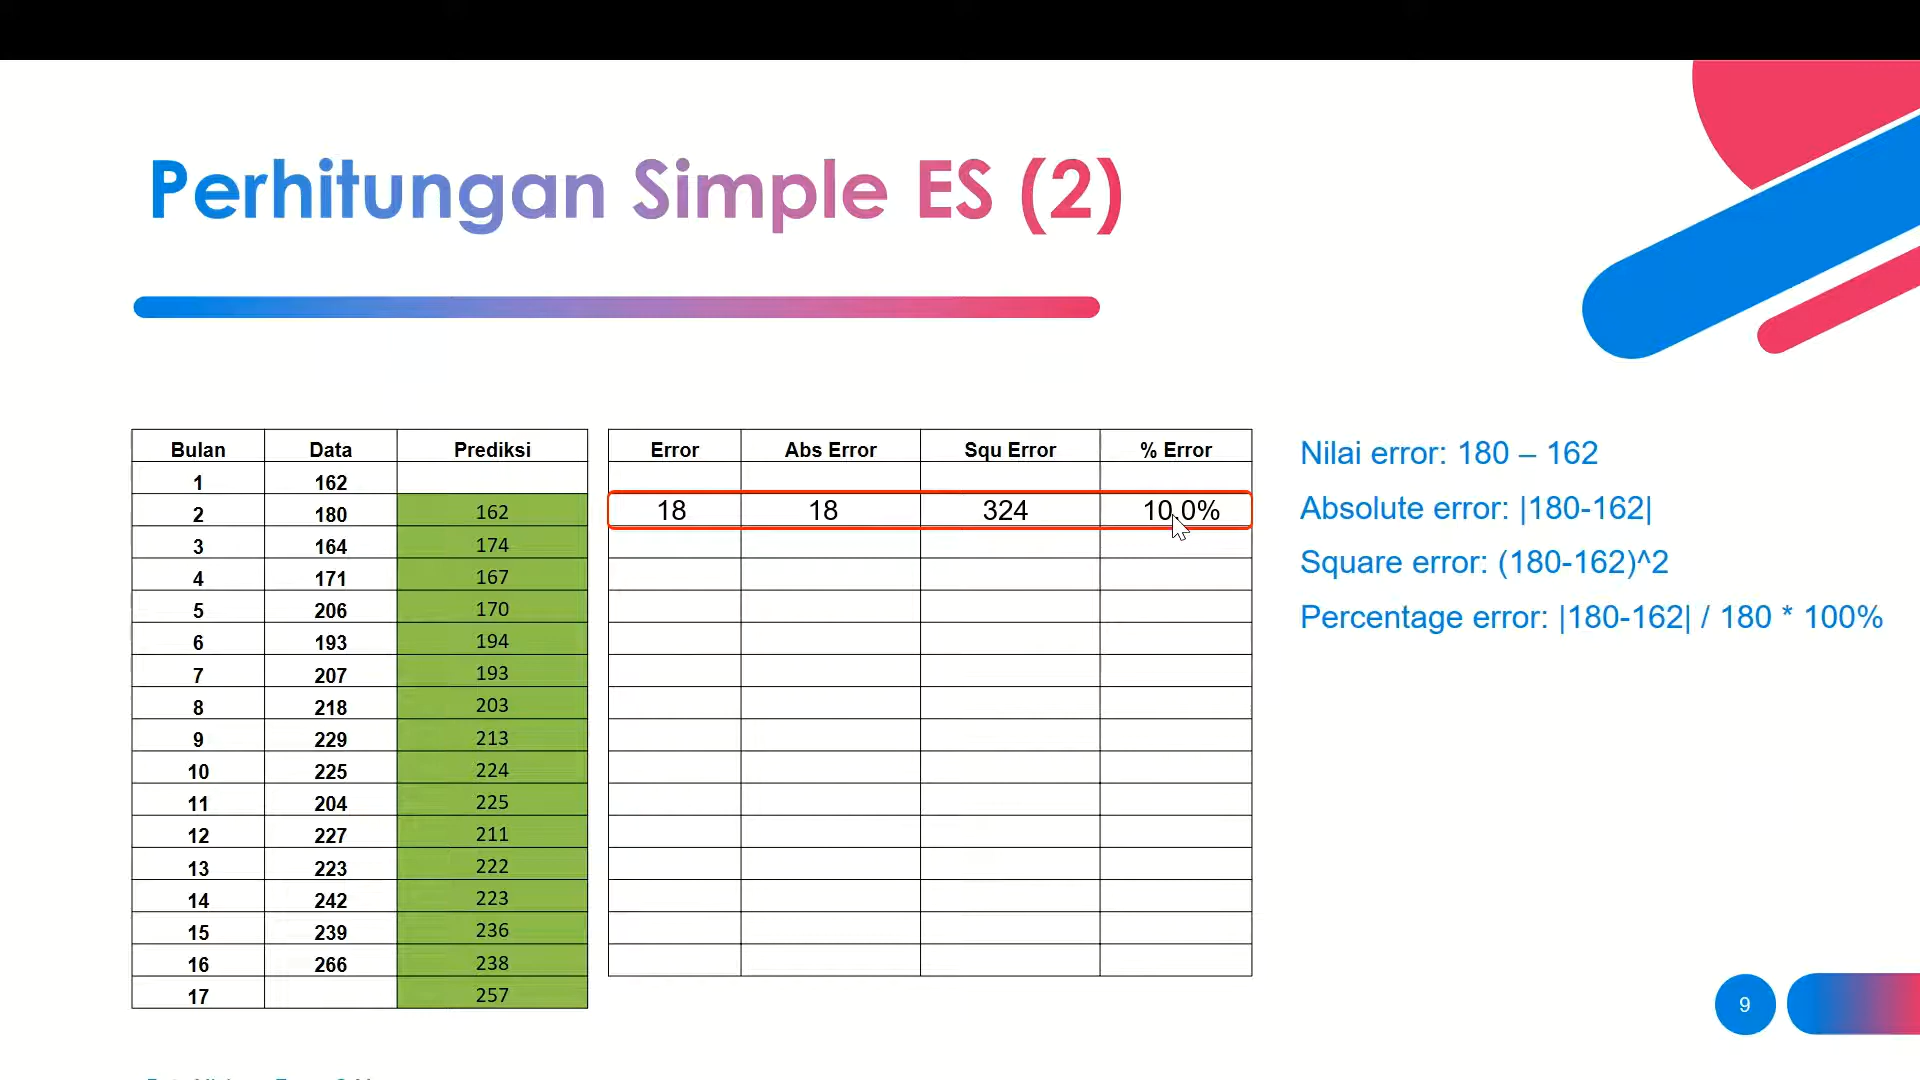 Perhitungan Simple ES (2)
Bulan Data Prediksi Error Abs Error Squ Error % Error
1 162
2 180 162 18 18 324 10.0%
3 164 174
4 171 167
5 206 170
6 193 194
7 207 193
8 218 203
9 229 213
10 225 224
11 204 225
12 227 211
13 223 222
14 242 223
15 239 236
16 266 238
17 257
Nilai error: 180 – 162
Absolute error: |180-162|
Square error: (180-162)^2
Percentage error: |180-162| / 180 * 100%
9